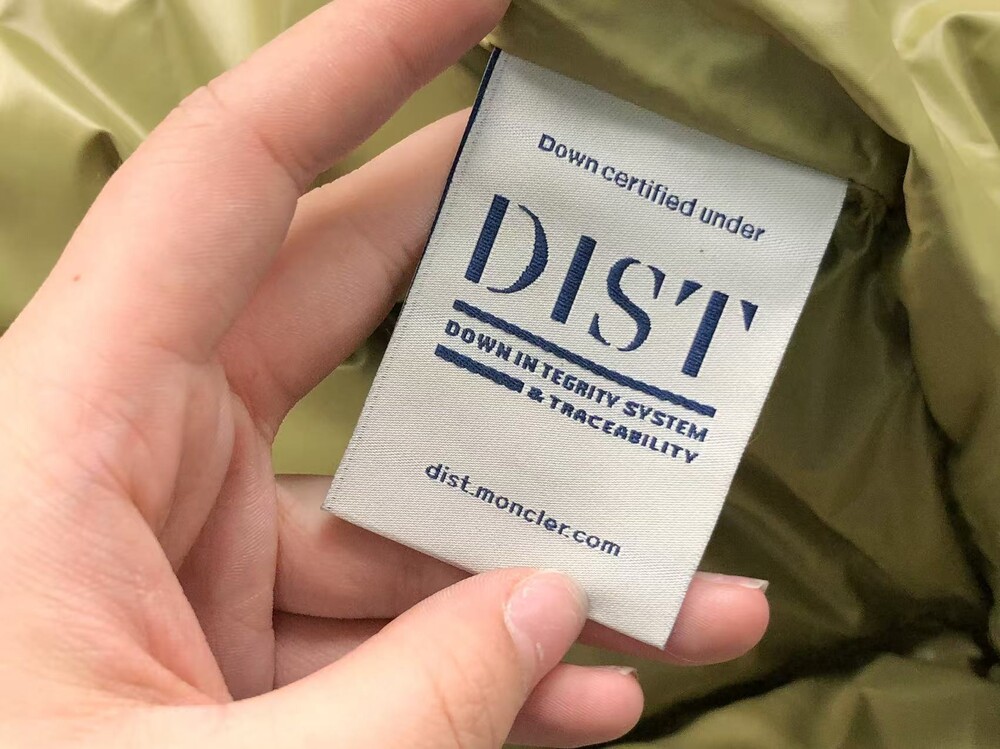 Down certified under
DIST
DOWN INTEGRITY SYSTEM
& TRACEABILITY
dist.moncler.com